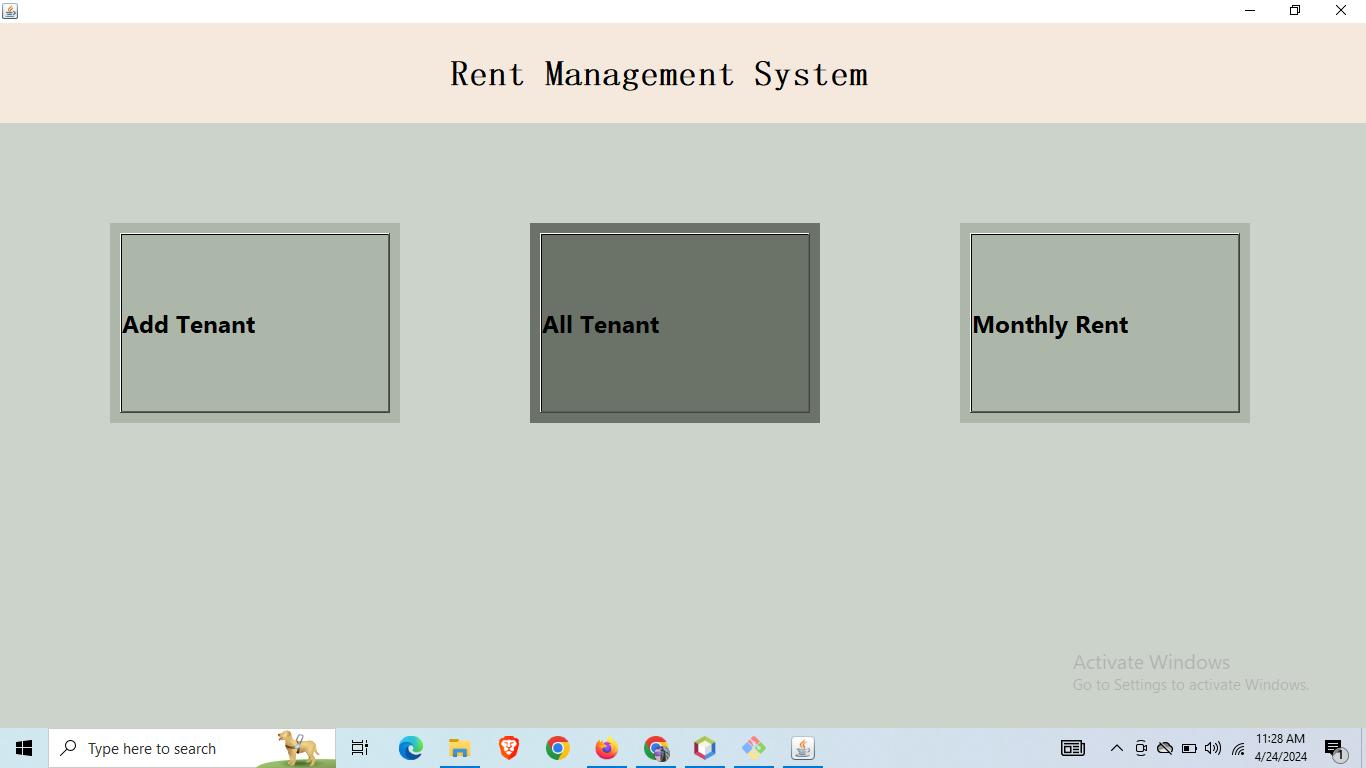 Rent Management System
Add Tenant
All Tenant
Monthly Rent
Activate Windows
Go to Settings to activate Windows.
Type here to search
11:28 AM
4/24/2024
1